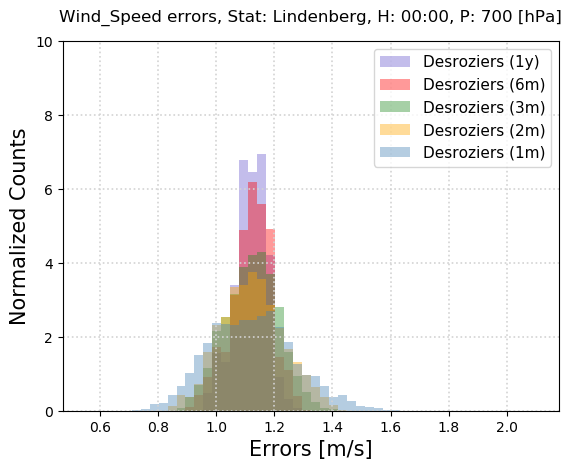 Wind_Speed errors, Stat: Lindenberg, H: 00:00, P: 700 [hPa]
10
8
6
4
2
0
Normalized Counts
Desroziers (1y)
Desroziers (6m)
Desroziers (3m)
Desroziers (2m)
Desroziers (1m)
0.6 0.8 1.0 1.2 1.4 1.6 1.8 2.0
Errors [m/s]